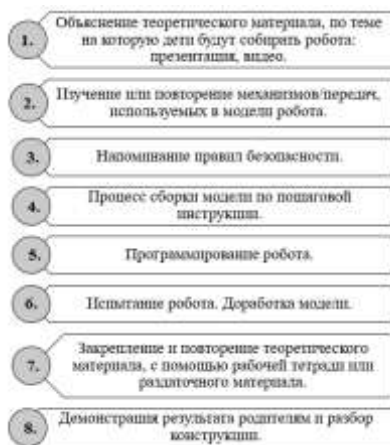 1.
Объяснение теоретического материала, по теме
на которую дети будут собирать робота:
презентация, видео.
2.
Изучение или повторение механизмов/передач,
используемых в модели робота.
3.
Напоминание правил безопасности.
4.
Процесс сборки модели по пошаговой
инструкции.
5.
Программирование робота.
6.
Испытание робота. Доработка модели.
7.
Закрепление и повторение теоретического
материала, с помощью рабочей тетради или
раздаточного материала.
8.
Демонстрация результата родителям и разбор
конструкции.